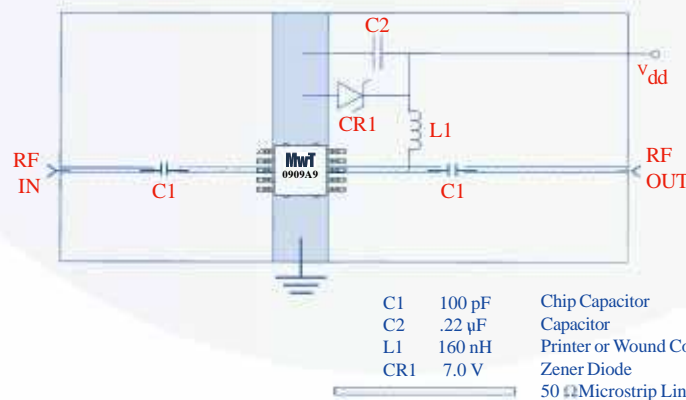 C2
Vdd
CR1
L1
RF
IN
C1
MwT
0909A9
C1
RF
OUT
C1 100 pF Chip Capacitor
C2 .22 µF Capacitor
L1 160 nH Printer or Wound Co
CR1 7.0 V Zener Diode
50 Ω Microstrip Lin